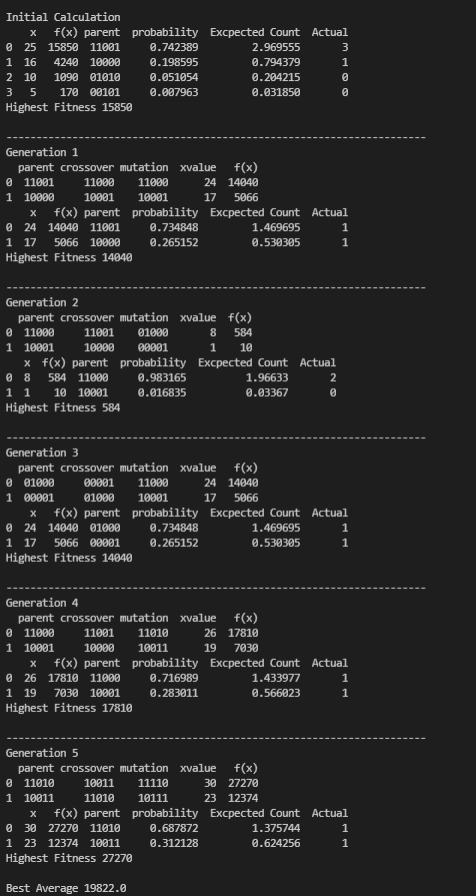 Initial Calculation
x f(x) parent probability Excpected Count Actual
0 25 15850 11001 0.742389 2.969555 3
1 16 4240 10000 0.198595 0.794379 1
2 10 1090 01010 0.051054 0.204215 0
3 5 170 00101 0.007963 0.031850 0
Highest Fitness 15850
----------------------------------------------------------------------
Generation 1
parent crossover mutation xvalue f(x)
0 11001 11000 11000 24 14040
1 10000 10001 10001 17 5066
x f(x) parent probability Excpected Count Actual
0 24 14040 11001 0.734848 1.469695 1
1 17 5066 10000 0.265152 0.530305 1
Highest Fitness 14040
----------------------------------------------------------------------
Generation 2
parent crossover mutation xvalue f(x)
0 11000 11001 01000 8 584
1 10001 10000 00001 1 10
x f(x) parent probability Excpected Count Actual
0 8 584 11000 0.983165 1.96633 2
1 1 10 10001 0.016835 0.03367 0
Highest Fitness 584
----------------------------------------------------------------------
Generation 3
parent crossover mutation xvalue f(x)
0 01000 00001 11000 24 14040
1 00001 01000 10001 17 5066
x f(x) parent probability Excpected Count Actual
0 24 14040 01000 0.734848 1.469695 1
1 17 5066 00001 0.265152 0.530305 1
Highest Fitness 14040
----------------------------------------------------------------------
Generation 4
parent crossover mutation xvalue f(x)
0 11000 11001 11010 26 17810
1 10001 10000 10011 19 7030
x f(x) parent probability Excpected Count Actual
0 26 17810 11000 0.716989 1.433977 1
1 19 7030 10001 0.283011 0.566023 1
Highest Fitness 17810
----------------------------------------------------------------------
Generation 5
parent crossover mutation xvalue f(x)
0 11010 10011 11110 30 27270
1 10011 11010 10111 23 12374
x f(x) parent probability Excpected Count Actual
0 30 27270 11010 0.687872 1.375744 1
1 23 12374 10011 0.312128 0.624256 1
Highest Fitness 27270
----------------------------------------------------------------------
Best Average 19822.0